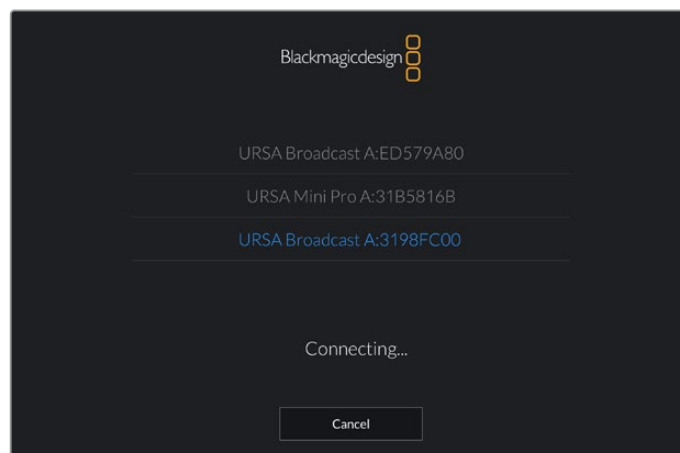 Blackmagicdesign
URSA Broadcast A:ED579A80
URSA Mini Pro A:31B5816B
URSA Broadcast A:3198FC00
Connecting...
Cancel